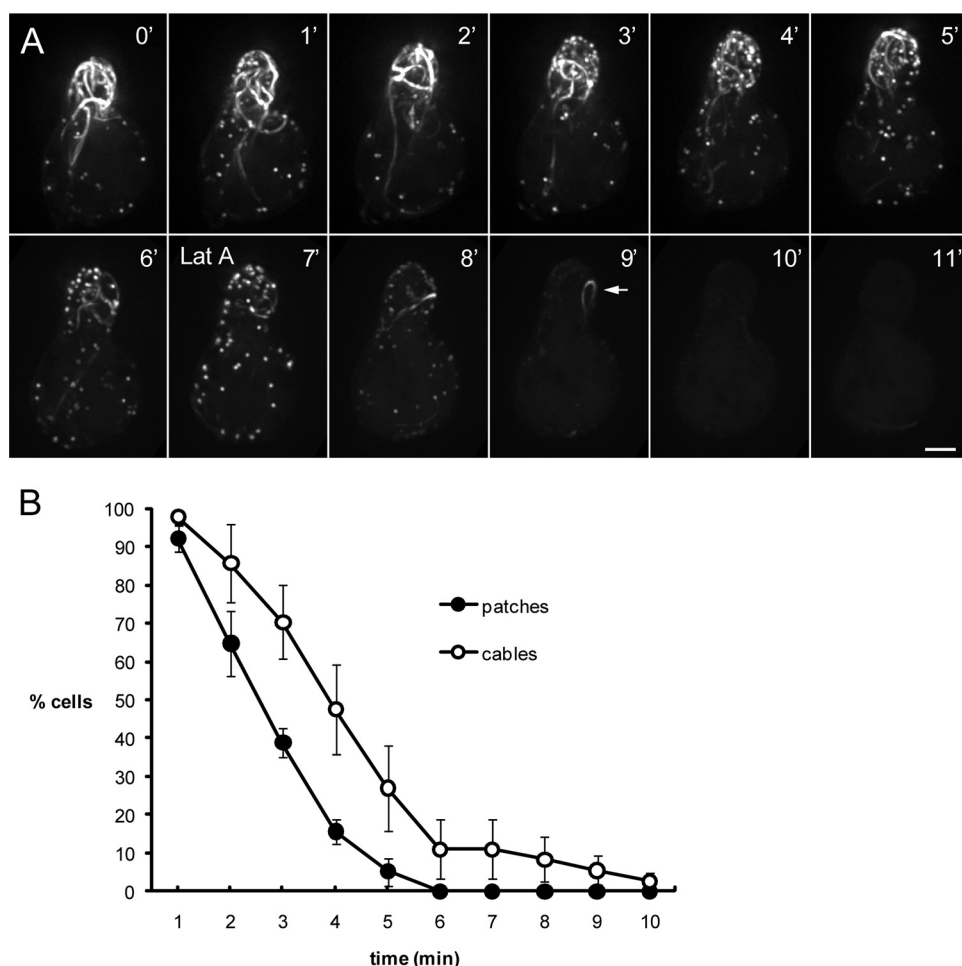 A
0’ 1’ 2’ 3’ 4’ 5’
6’ Lat A 7’ 8’ 9’ 10’ 11’
B
100
90
80
70
60
50
40
30
20
10
0
% cells
patches
cables
1 2 3 4 5 6 7 8 9 10
time (min)